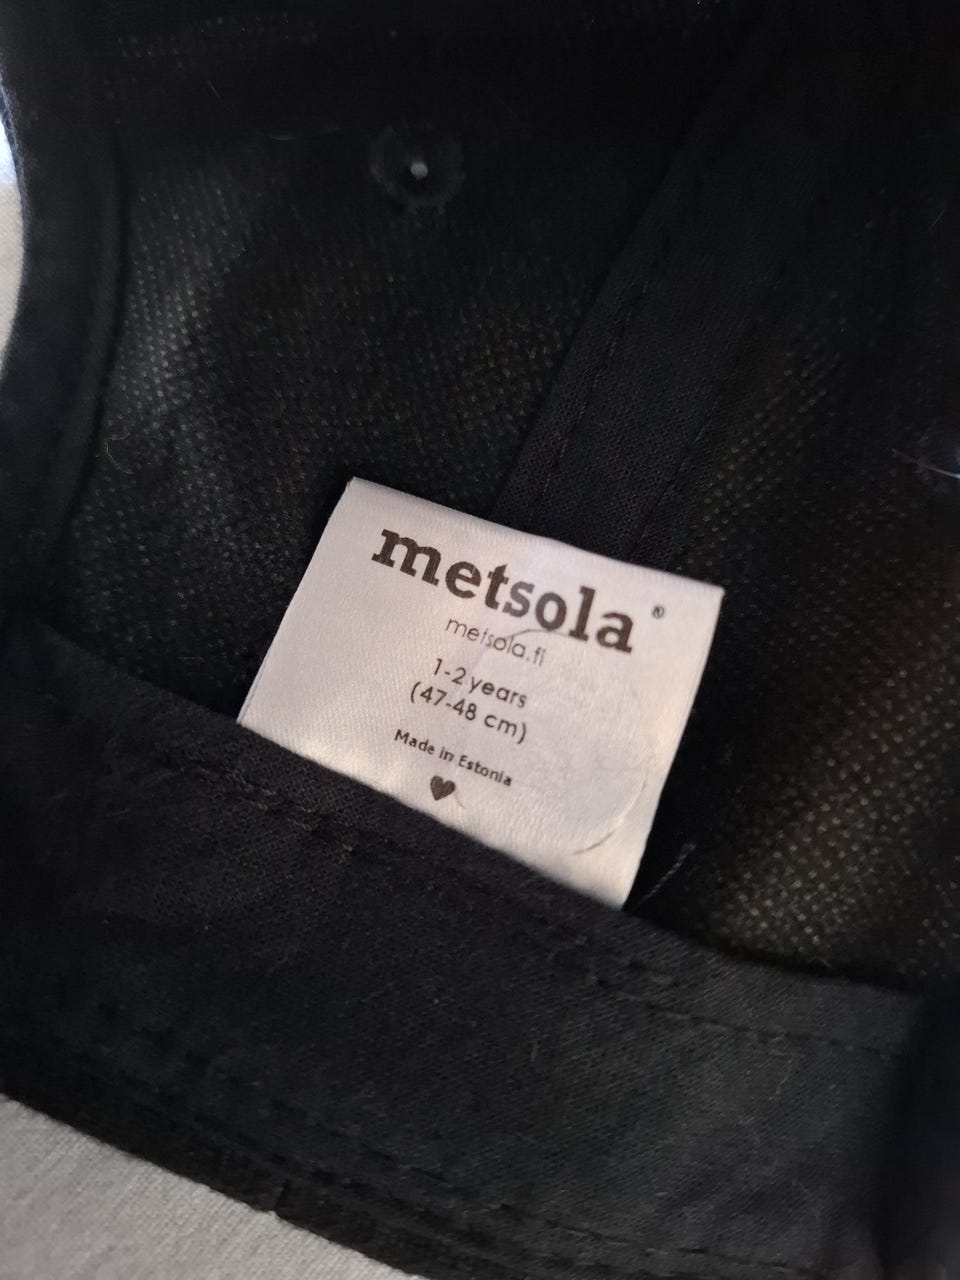 metsola®
metsola.fi
1-2 years
(47-48 cm)
Made in Estonia